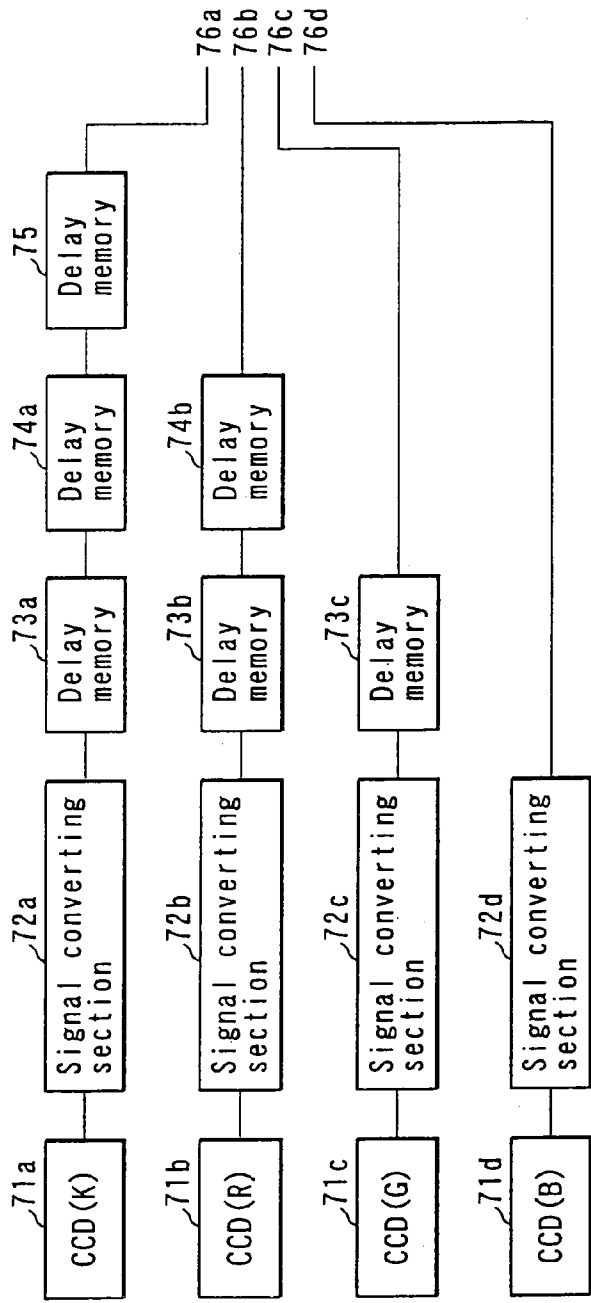 71a
CCD(K)
72a
Signal converting
section
73a
Delay
memory
74a
Delay
memory
75
Delay
memory
76a
71b
CCD(R)
72b
Signal converting
section
73b
Delay
memory
74b
Delay
memory
76b
71c
CCD(G)
72c
Signal converting
section
73c
Delay
memory
76c
71d
CCD(B)
72d
Signal converting
section
76d